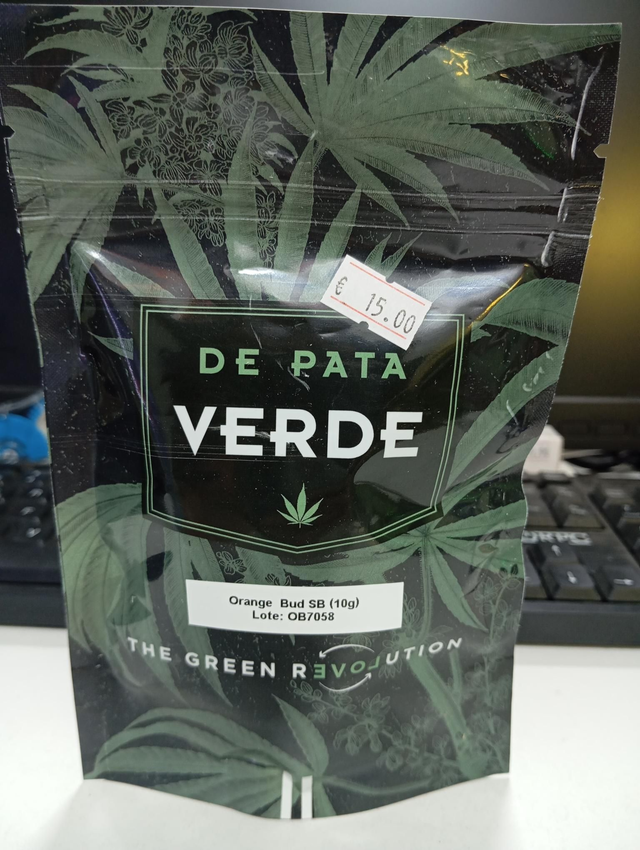 € 15.00
DE PATA
VERDE
Orange Bud SB (10g)
Lote: OB7058
THE GREEN REVOLUTION